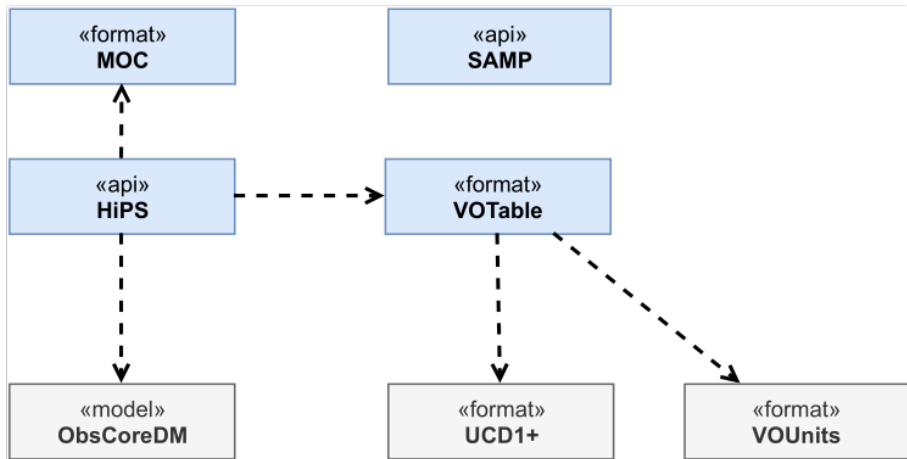 «format»
MOC
«api»
SAMP
«api»
HiPS
«format»
VOTable
«model»
ObsCoreDM
«format»
UCD1+
«format»
VOUnits